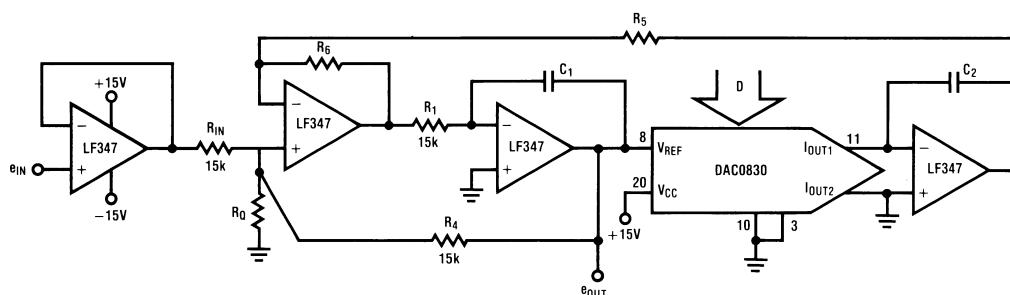 R5
R6
C1
C2
D
+15V
R1
RIN
−
LF347
+
15k
eIN
−15V
−
LF347
+
15k
−
LF347
+
8
VREF
DAC0830
IOUT1
11
IOUT2
20
VCC
+15V
10
3
−
LF347
+
RQ
R4
15k
eOUT